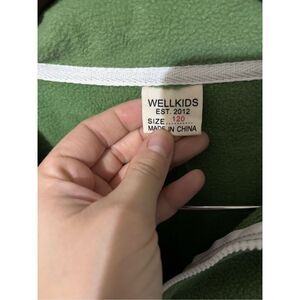 WELLKIDS
EST. 2012
SIZE 120
MADE IN CHINA